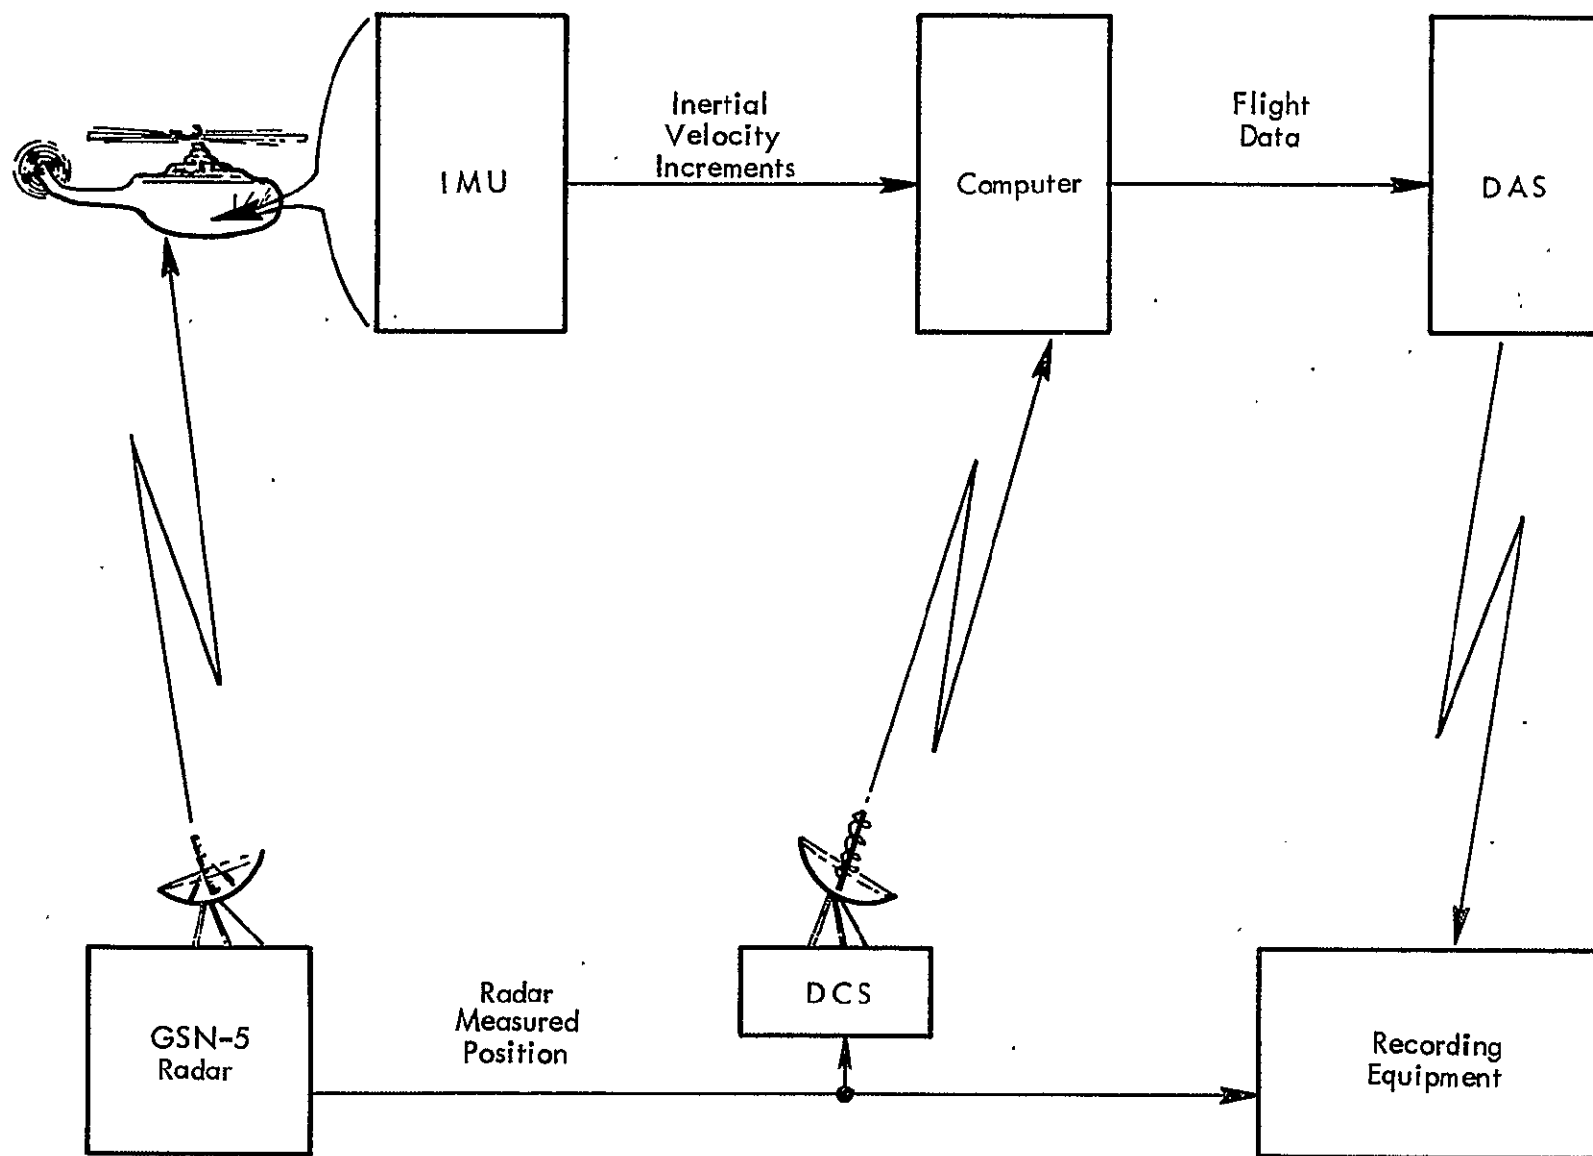 IMU
Inertial
Velocity
Increments
Computer
Flight
Data
DAS
GSN-5
Radar
Radar
Measured
Position
DCS
Recording
Equipment